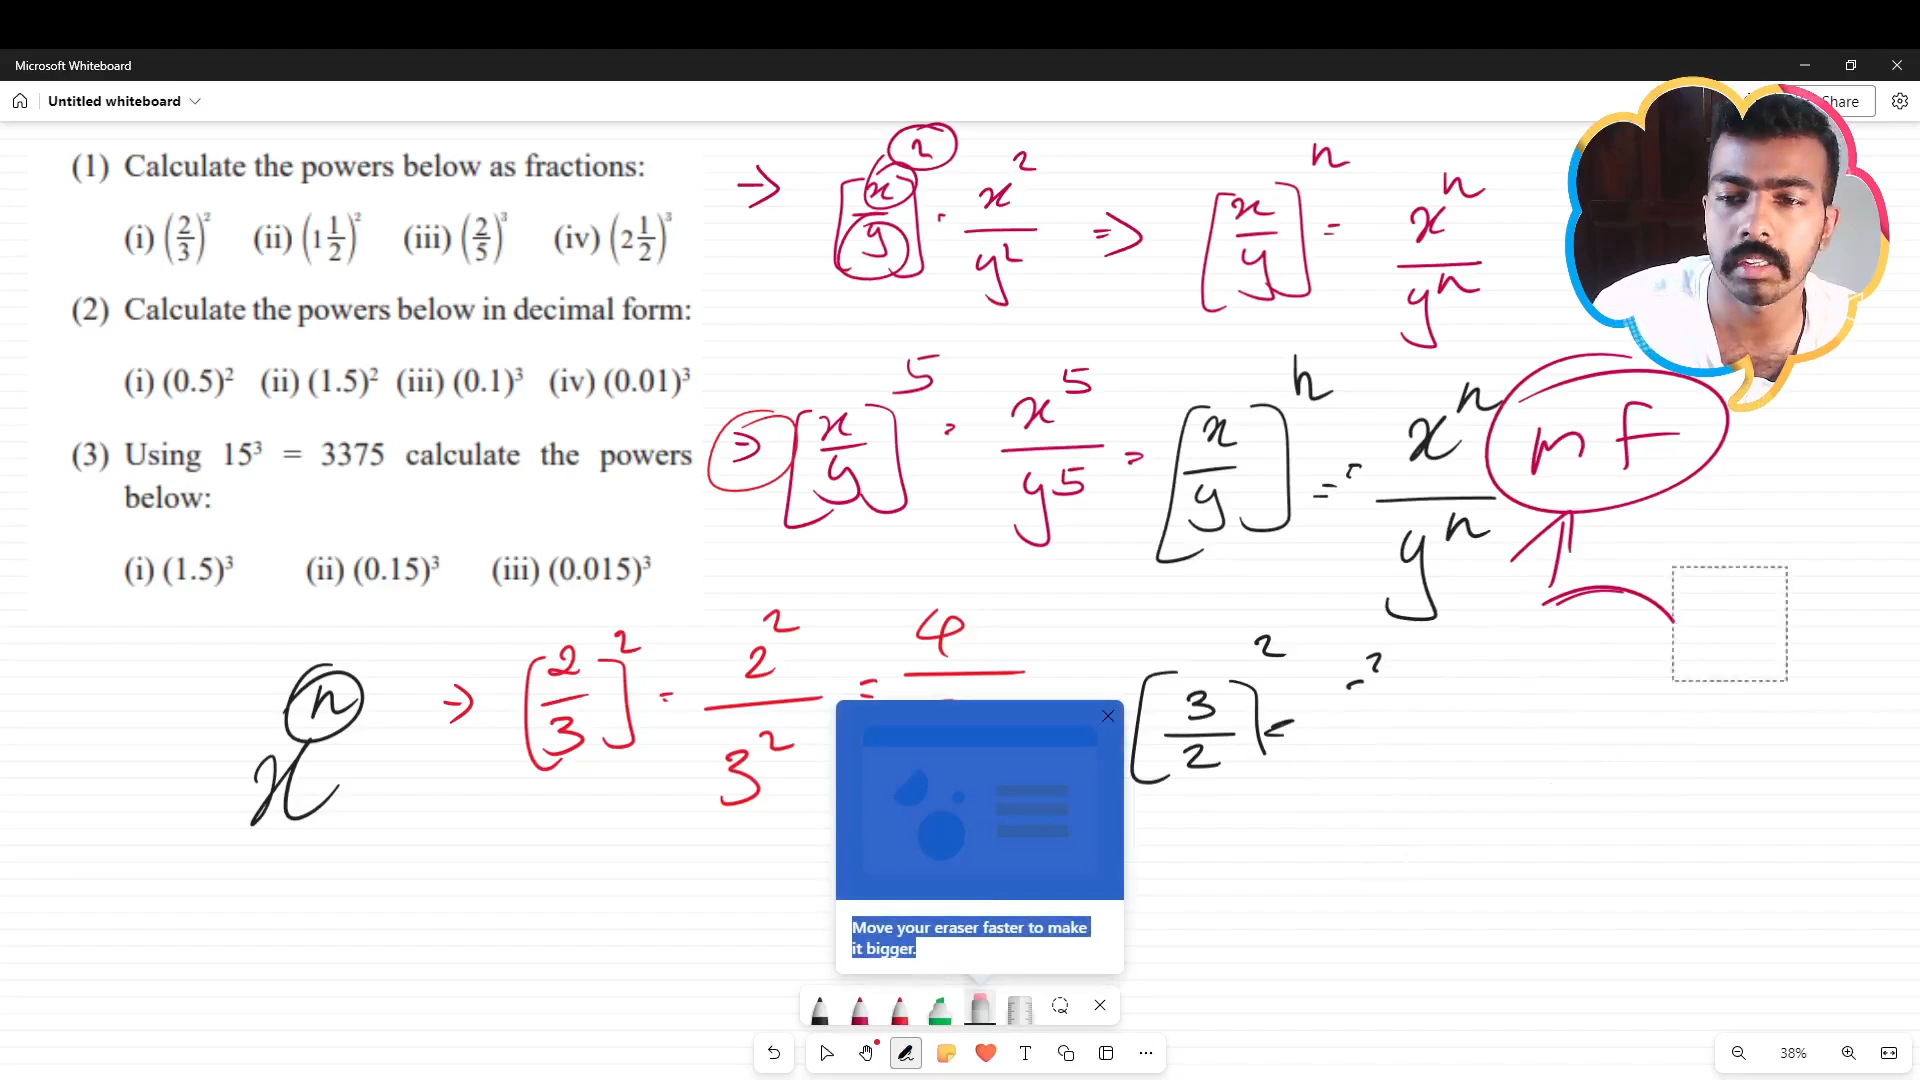 Microsoft Whiteboard
Untitled whiteboard
Share
(1) Calculate the powers below as fractions:
(i) (2/3)² (ii) (1 1/2)² (iii) (2/5)³ (iv) (2 1/2)³
(2) Calculate the powers below in decimal form:
(i) (0.5)² (ii) (1.5)² (iii) (0.1)³ (iv) (0.01)³
(3) Using 15³ = 3375 calculate the powers
below:
(i) (1.5)³ (ii) (0.15)³ (iii) (0.015)³
→ [x/y]² = x²/y² ⇒ [x/y]ⁿ = xⁿ/yⁿ
⇒ [x/y]⁵ = x⁵/y⁵ = [x/y]ⁿ = xⁿ/yⁿ
mF
xⁿ → [2/3]² = 2²/3² = 4
[3/2]² =
Move your eraser faster to make
it bigger.
38%